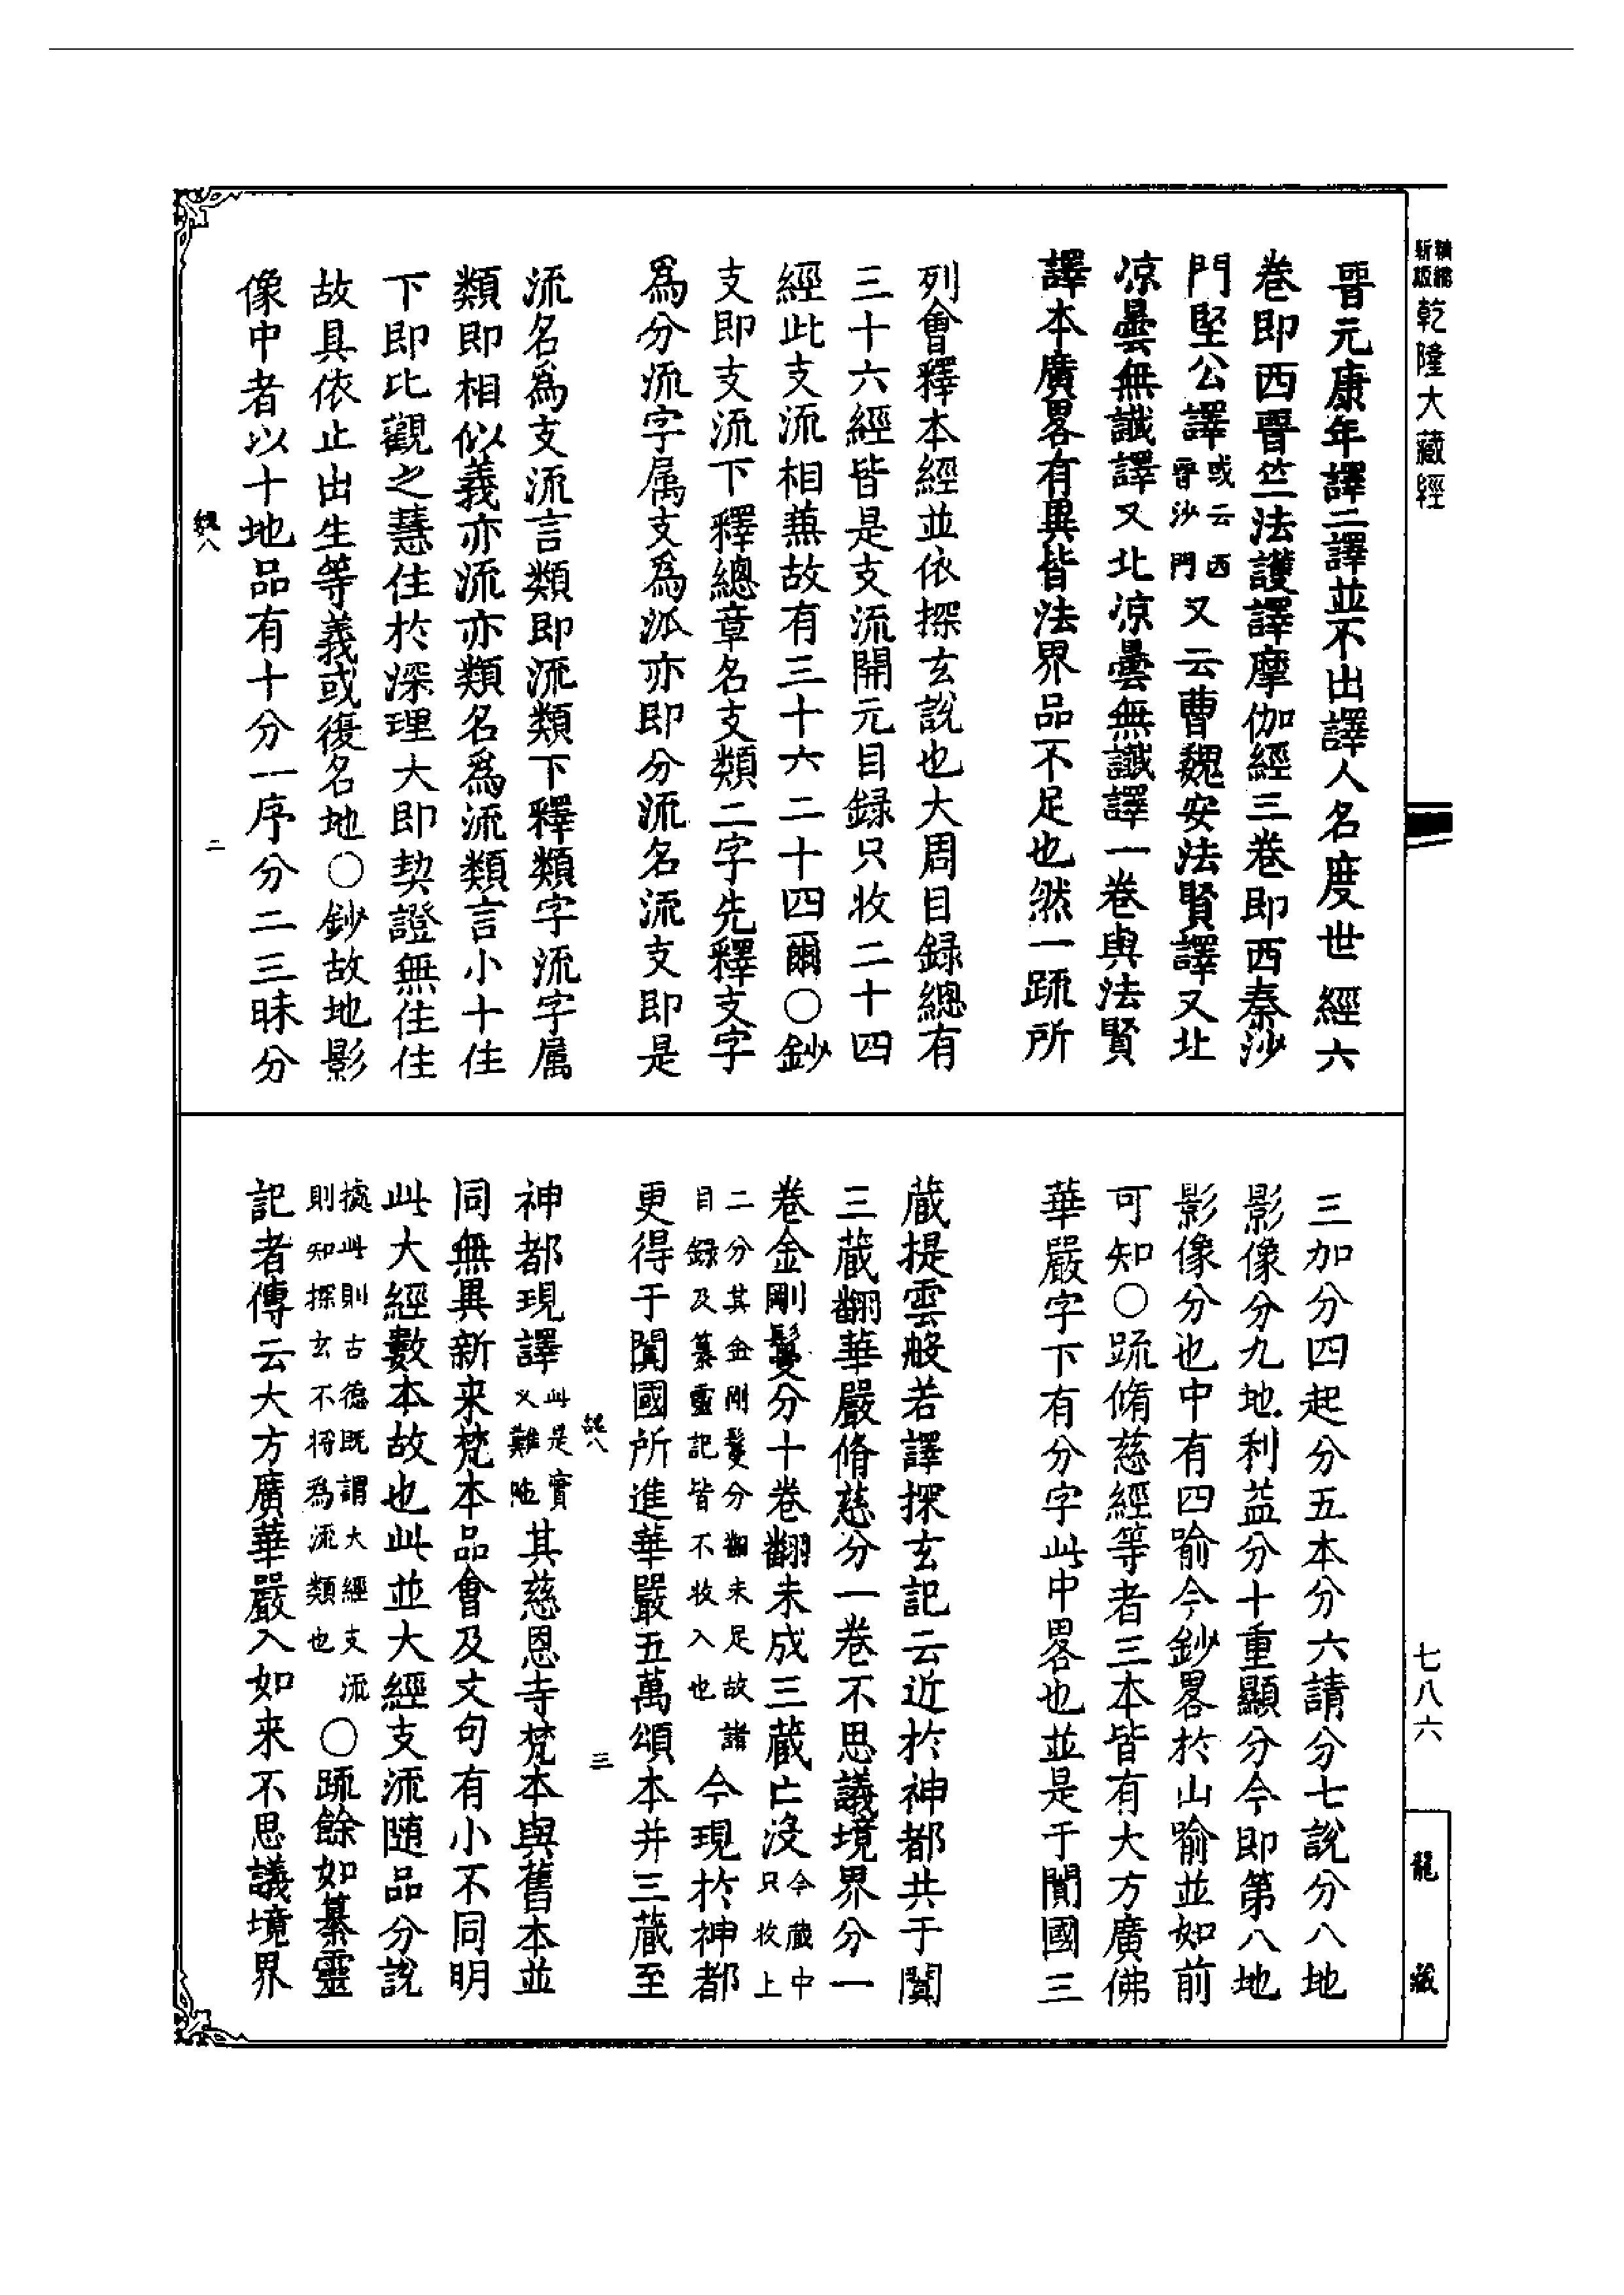 精縮新版乾隆大藏經
晋元康年譯二譯並不出譯人名度世經六
卷即西晋竺法護譯摩伽經三卷即西秦沙
門堅公譯或云西晋沙門又云曹魏安法賢譯又北
凉曇無讖譯又北凉曇無讖譯一卷與法賢
譯本廣畧有異皆法界品不足也然一䟽所
列會釋本經並依探玄說也大周目録總有
三十六經皆是支流開元目録只收二十四
經此支流相䕃故有三十六二十四爾○鈔
支即支流下釋總章名支類二字先釋支字
爲分流字属支爲派亦即分流名流支即是
流名爲支流言類即流類下釋類字流字属
類即相似義亦流亦類名爲流類言小十住
下即比觀之慧住於深理大即契證無住住
故具依止出生等義或復名地○鈔故地影
像中者以十地品有十分一序分二三昧分
魏八
二
三加分四起分五本分六請分七說分八地
影像分九地利益分十重顯分今即第八地
影像分也中有四喻今鈔畧於山喻並如前
可知○䟽脩慈經等者三本皆有大方廣佛
華嚴字下有分字此中畧也並是于闐國三
藏提雲般若譯探玄記云近於神都共于闐
三藏翻華嚴脩慈分一卷不思議境界分一
卷金剛鬘分十卷翻未成三藏亡没今藏中只收上
二分其金剛鬘分翻未足故諸目録及纂靈記皆不收入也今現於神都
更得于闐國所進華嚴五萬頌本并三藏至
魏八
三
神都現譯此是實叉難陁其慈恩寺梵本與舊本並
同無異新来梵本品會及文句有小不同明
此大經數本故也此並大經支流随品分說
據此則古德既謂大經支流則知探玄不將爲流類也○䟽餘如纂靈
記者傳云大方廣華嚴入如来不思議境界
七八六
龍藏